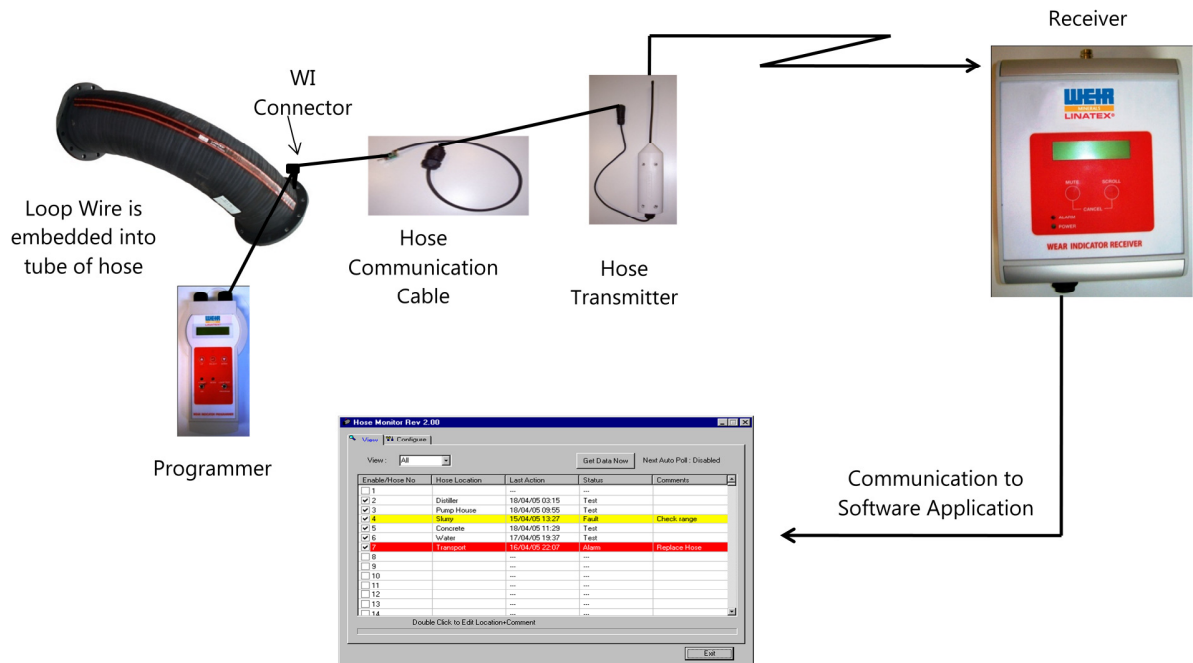 Receiver
WI
Connector
WEIR
MINERALS
LINATEX®
MUTE
SCROLL
CANCEL
ALARM
POWER
WEAR INDICATOR RECEIVER
Loop Wire is
embedded into
tube of hose
Hose
Communication
Cable
Hose
Transmitter
WEIR
LINATEX
Programmer
Communication to
Software Application
Hose Monitor Rev 2.00
View Configure
View : All Get Data Now Next Auto Poll : Disabled
Enable/Hose No Hose Location Last Action Status Comments
1 --- ---
2 Distiller 18/04/05 03:15 Test
3 Pump House 18/04/05 09:55 Test
4 Slurry 15/04/05 13:27 Fault Check range
5 Concrete 18/04/05 11:29 Test
6 Water 17/04/05 19:37 Test
7 Transport 16/04/05 22:07 Alarm Replace Hose
8 --- ---
9 --- ---
10 --- ---
11 --- ---
12 --- ---
13 --- ---
14 --- ---
Double Click to Edit Location+Comment
Exit